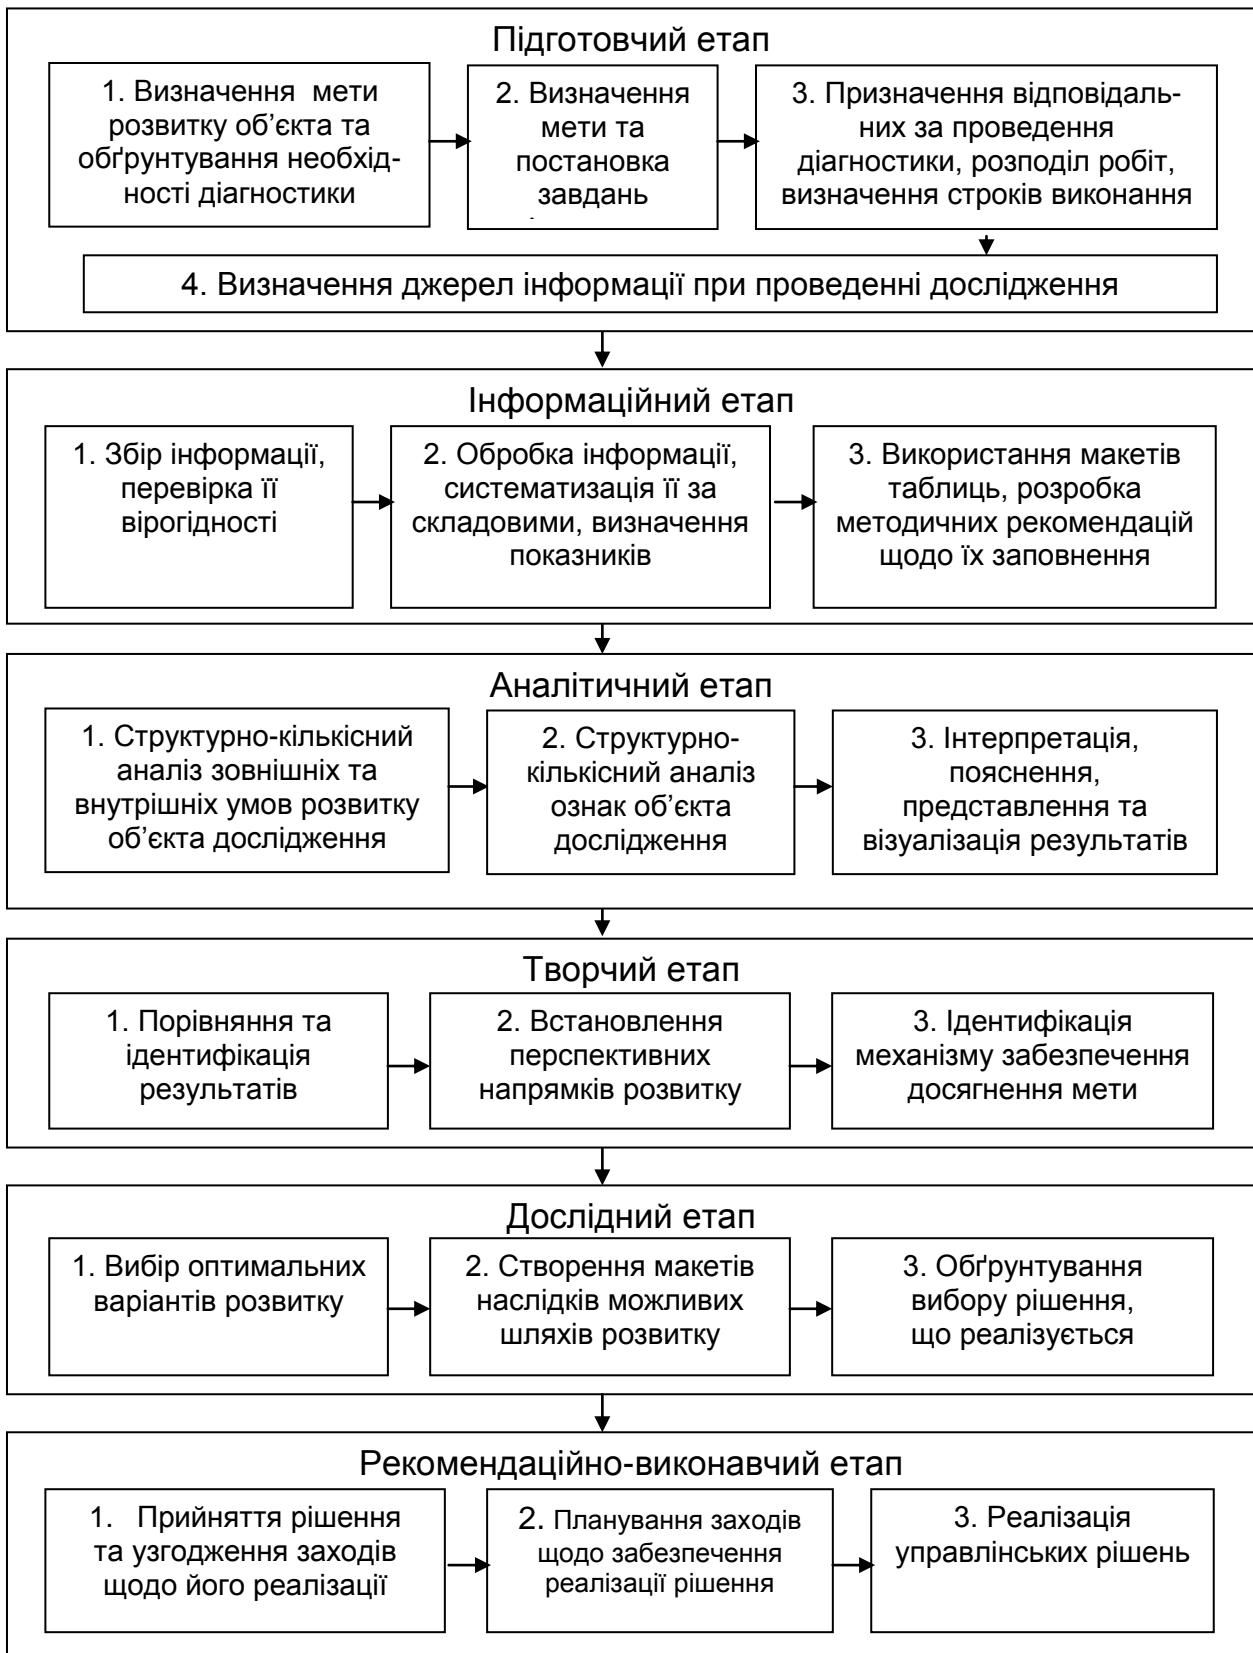 Підготовчий етап
1. Визначення мети
розвитку об’єкта та
обґрунтування необхід-
ності діагностики
2. Визначення
мети та
постановка
завдань
3. Призначення відповідаль-
них за проведення
діагностики, розподіл робіт,
визначення строків виконання
4. Визначення джерел інформації при проведенні дослідження
Інформаційний етап
1. Збір інформації,
перевірка її
вірогідності
2. Обробка інформації,
систематизація її за
складовими, визначення
показників
3. Використання макетів
таблиць, розробка
методичних рекомендацій
щодо їх заповнення
Аналітичний етап
1. Структурно-кількісний
аналіз зовнішніх та
внутрішніх умов розвитку
об’єкта дослідження
2. Структурно-
кількісний аналіз
ознак об’єкта
дослідження
3. Інтерпретація,
пояснення,
представлення та
візуалізація результатів
Творчий етап
1. Порівняння та
ідентифікація
результатів
2. Встановлення
перспективних
напрямків розвитку
3. Ідентифікація
механізму забезпечення
досягнення мети
Дослідний етап
1. Вибір оптимальних
варіантів розвитку
2. Створення макетів
наслідків можливих
шляхів розвитку
3. Обґрунтування
вибору рішення,
що реалізується
Рекомендаційно-виконавчий етап
1. Прийняття рішення
та узгодження заходів
щодо його реалізації
2. Планування заходів
щодо забезпечення
реалізації рішення
3. Реалізація
управлінських рішень